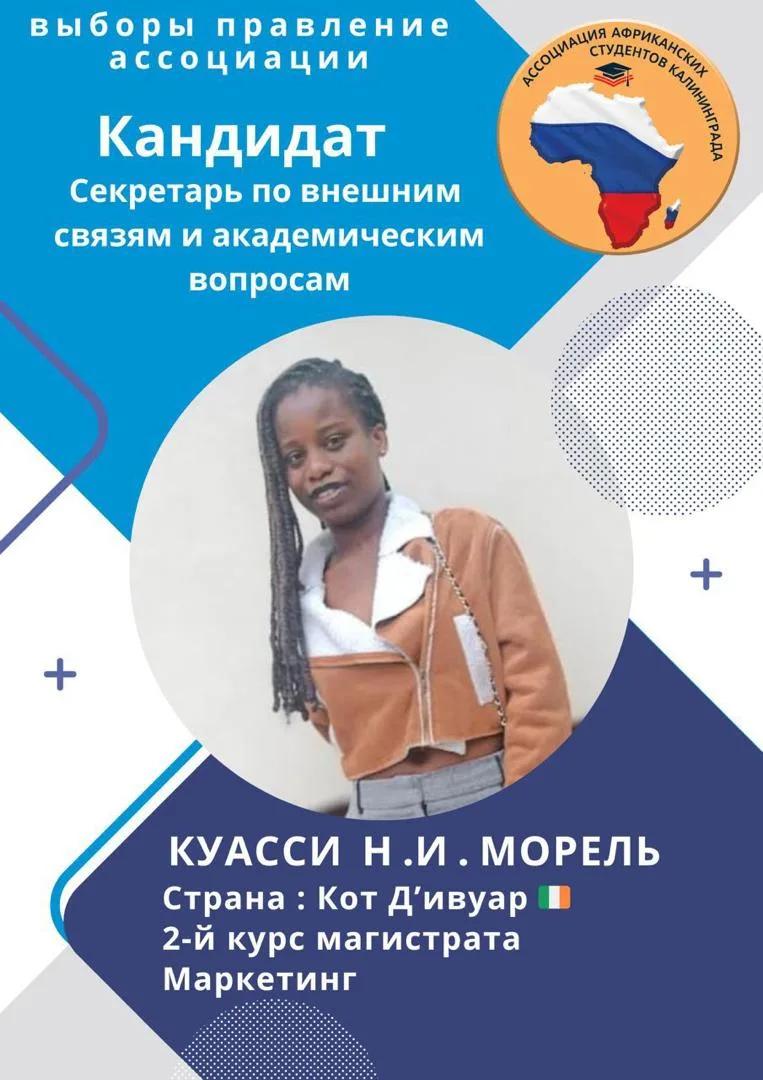 выборы правление
ассоциации
АССОЦИАЦИЯ АФРИКАНСКИХ
СТУДЕНТОВ КАЛИНИНГРАДА
Кандидат
Секретарь по внешним
связям и академическим
вопросам
КУАССИ Н .И . МОРЕЛЬ
Страна : Кот Д’ивуар
2-й курс магистрата
Маркетинг